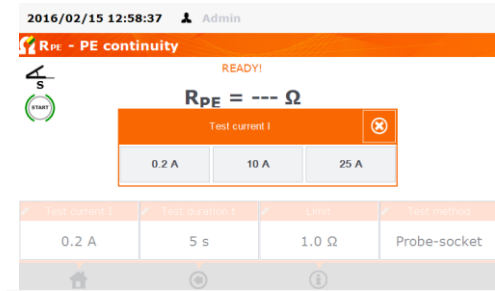 2016/02/15 12:58:37 Admin
RPE - PE continuity
READY!
S
START
RPE = --- Ω
Test current I
0.2 A 10 A 25 A
Test current I Test duration t Limit Test method
0.2 A 5 s 1.0 Ω Probe-socket